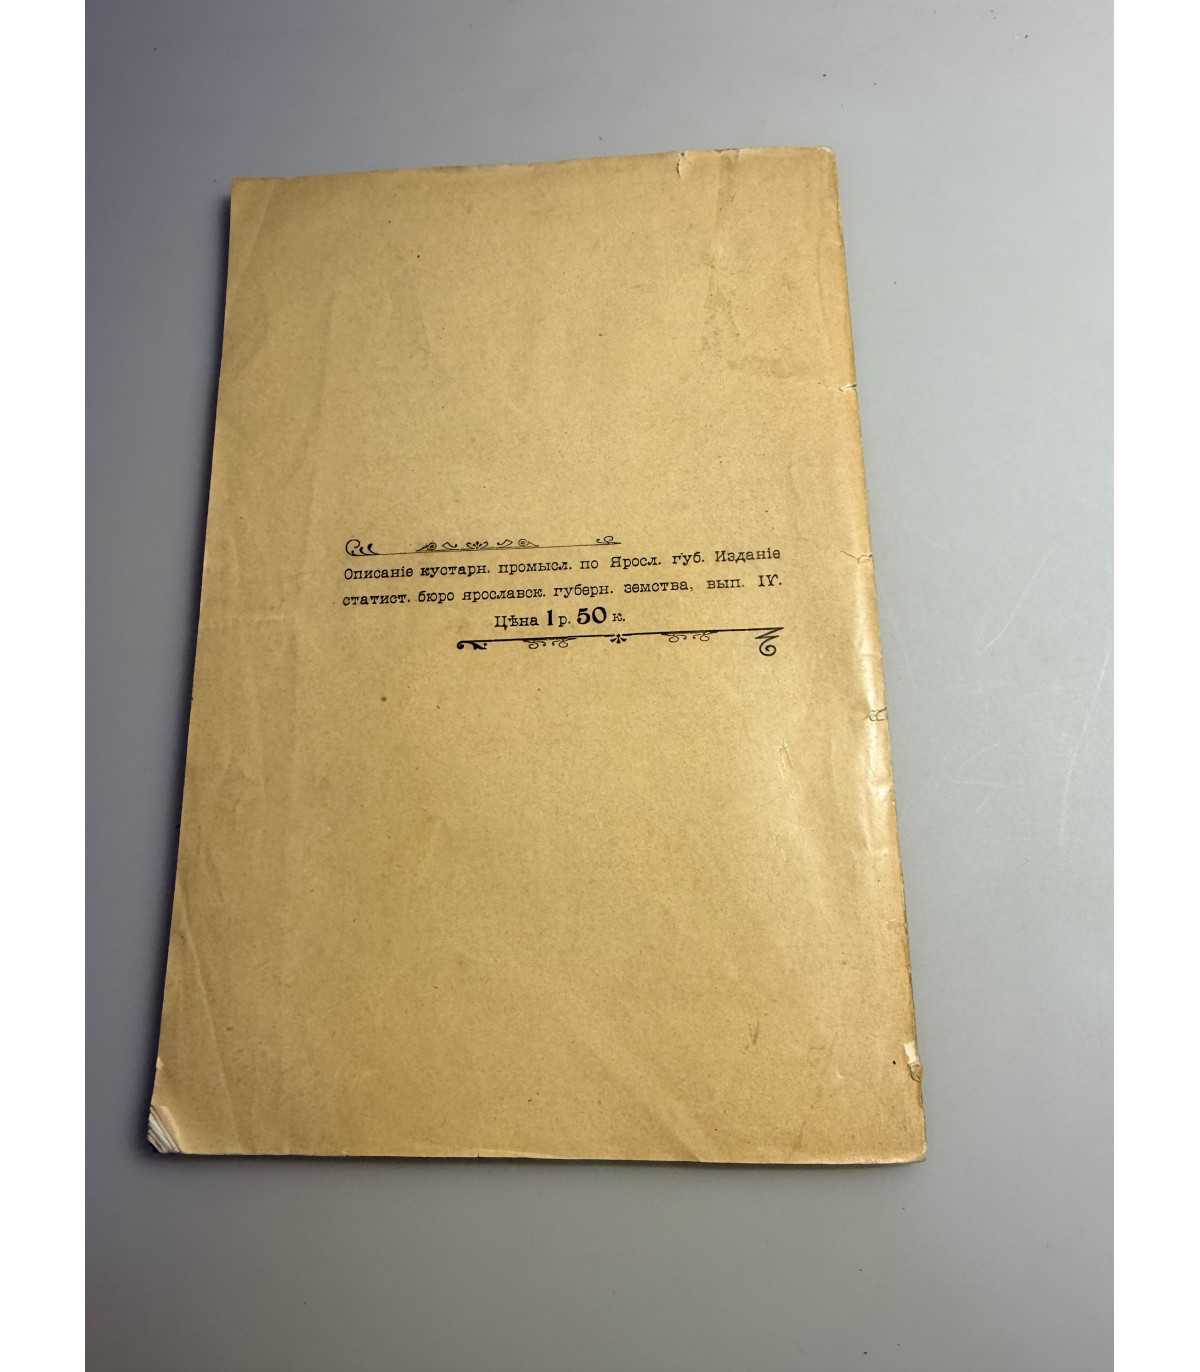 Описаніе кустарн. промысл. по Яросл. губ. Изданіе
статист. бюро ярославск. губерн. земства, вып. IV.
Цѣна 1 р. 50 к.